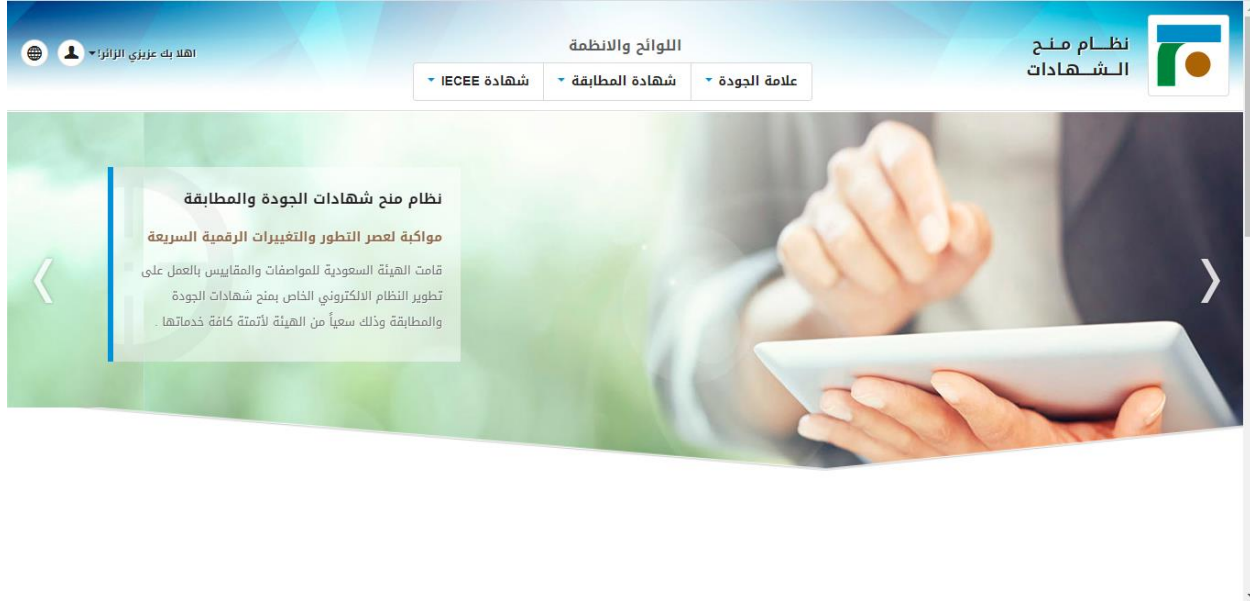 نظـــام مـنـح
الــشــهـادات
اللوائح والانظمة
علامة الجودة
شهادة المطابقة
شهادة IECEE
اهلا بك عزيزي الزائر!
نظام منح شهادات الجودة والمطابقة
مواكبة لعصر التطور والتغييرات الرقمية السريعة
قامت الهيئة السعودية للمواصفات والمقاييس بالعمل على
تطوير النظام الالكتروني الخاص بمنح شهادات الجودة
والمطابقة وذلك سعياً من الهيئة لأتمتة كافة خدماتها .